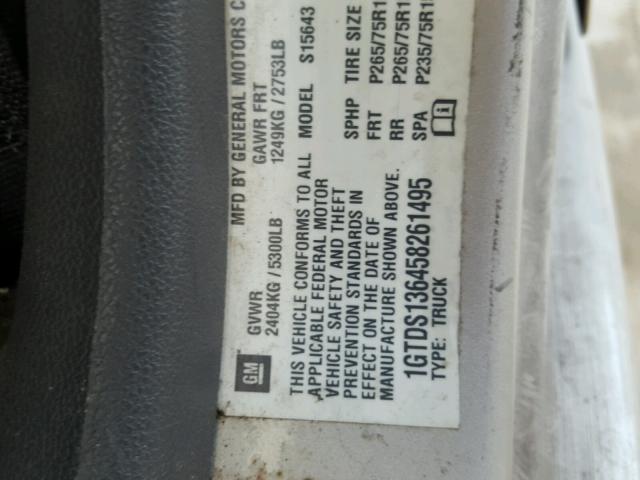 MFD BY GENERAL MOTORS C
GVWR GAWR FRT
2404KG/5300LB 1249KG/2753LB
THIS VEHICLE CONFORMS TO ALL
APPLICABLE FEDERAL MOTOR
VEHICLE SAFETY AND THEFT
PREVENTION STANDARDS IN
EFFECT ON THE DATE OF
MANUFACTURE SHOWN ABOVE.
1GTDS136458261495
TYPE: TRUCK
MODEL S15643
SPHP TIRE SIZE
FRT P265/75R1
RR P265/75R1
SPA P235/75R1
GM